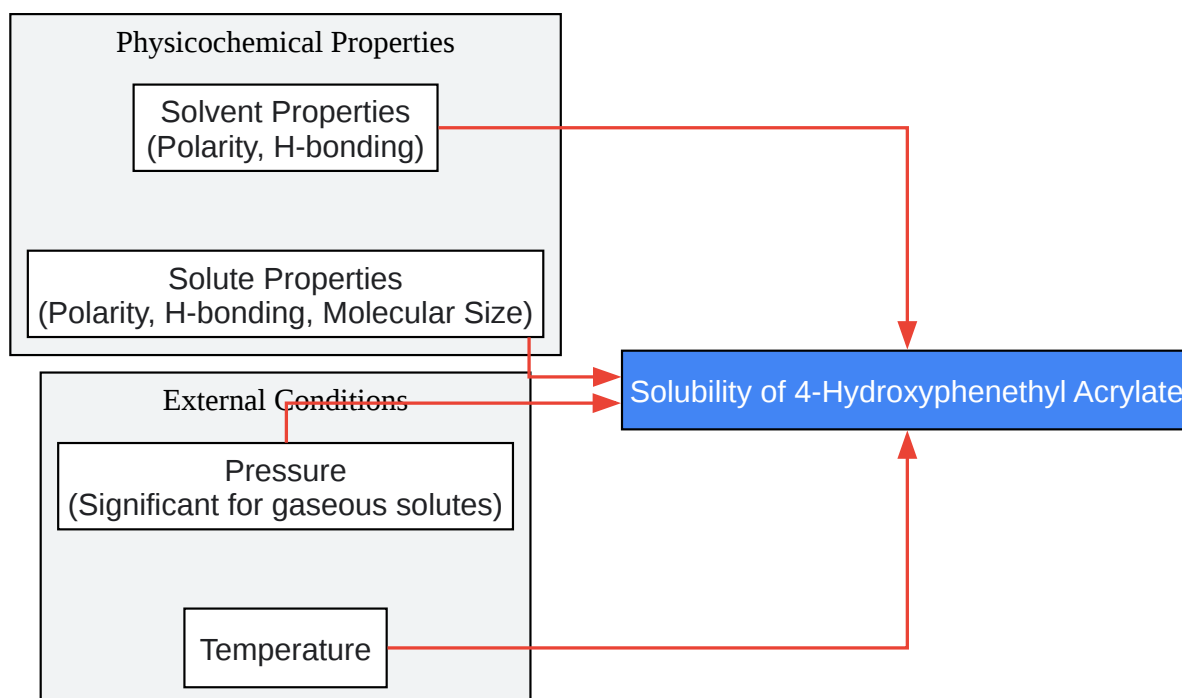 Physicochemical Properties
Solvent Properties
(Polarity, H-bonding)
Solute Properties
(Polarity, H-bonding, Molecular Size)
External Conditions
Pressure
(Significant for gaseous solutes)
Temperature
Solubility of 4-Hydroxyphenethyl Acrylate